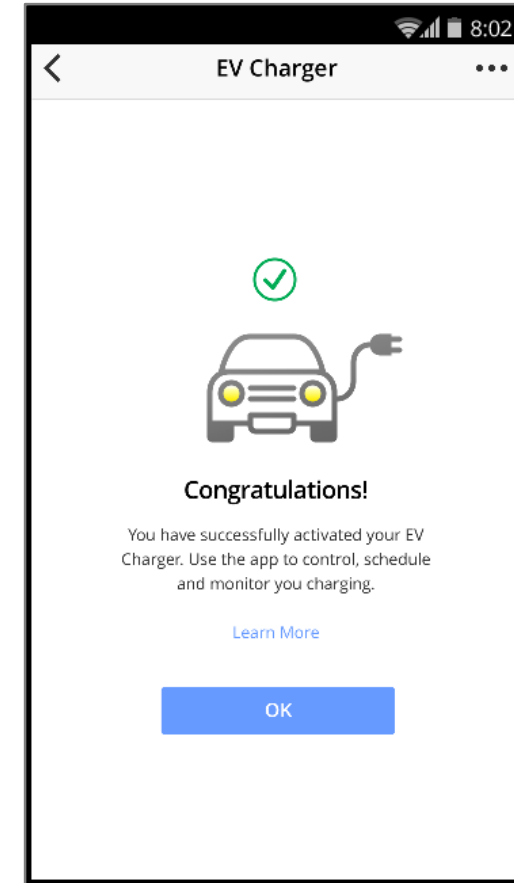 8:02
EV Charger
Congratulations!
You have successfully activated your EV
Charger. Use the app to control, schedule
and monitor you charging.
Learn More
OK